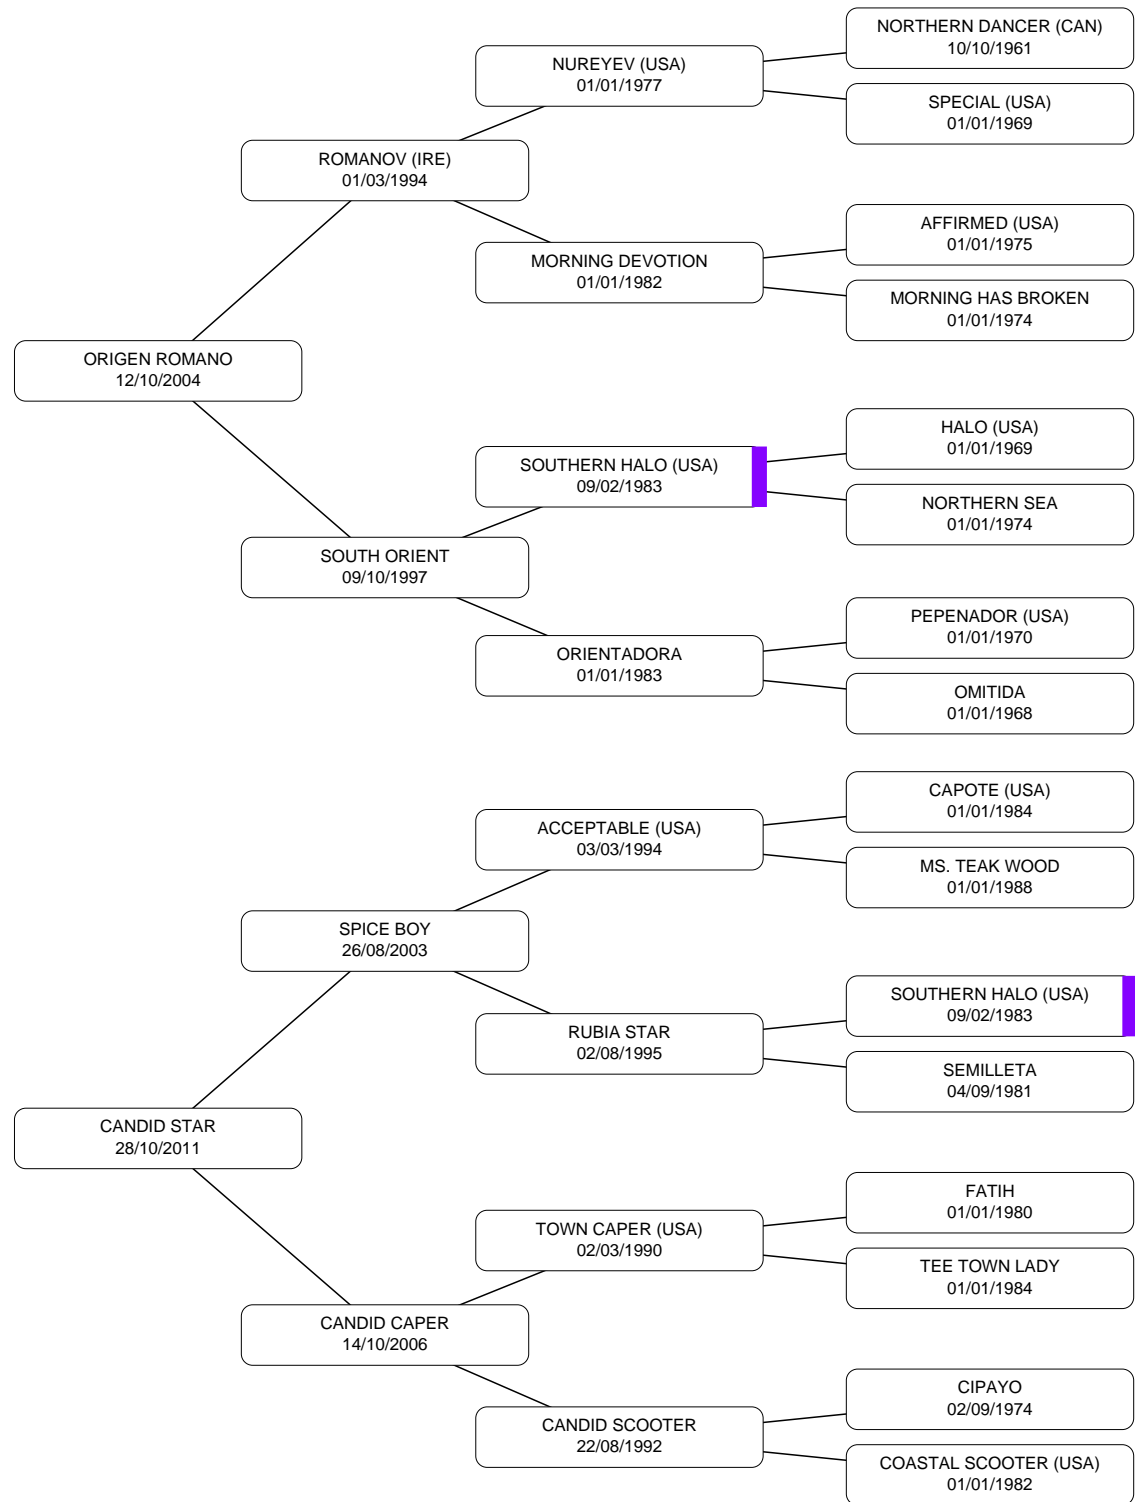 NORTHERN DANCER (CAN)
10/10/1961
NUREYEV (USA)
01/01/1977
SPECIAL (USA)
01/01/1969
ROMANOV (IRE)
01/03/1994
AFFIRMED (USA)
01/01/1975
MORNING DEVOTION
01/01/1982
MORNING HAS BROKEN
01/01/1974
ORIGEN ROMANO
12/10/2004
HALO (USA)
01/01/1969
SOUTHERN HALO (USA)
09/02/1983
NORTHERN SEA
01/01/1974
SOUTH ORIENT
09/10/1997
PEPENADOR (USA)
01/01/1970
ORIENTADORA
01/01/1983
OMITIDA
01/01/1968
CAPOTE (USA)
01/01/1984
ACCEPTABLE (USA)
03/03/1994
MS. TEAK WOOD
01/01/1988
SPICE BOY
26/08/2003
SOUTHERN HALO (USA)
09/02/1983
RUBIA STAR
02/08/1995
SEMILLETA
04/09/1981
CANDID STAR
28/10/2011
FATIH
01/01/1980
TOWN CAPER (USA)
02/03/1990
TEE TOWN LADY
01/01/1984
CANDID CAPER
14/10/2006
CIPAYO
02/09/1974
CANDID SCOOTER
22/08/1992
COASTAL SCOOTER (USA)
01/01/1982